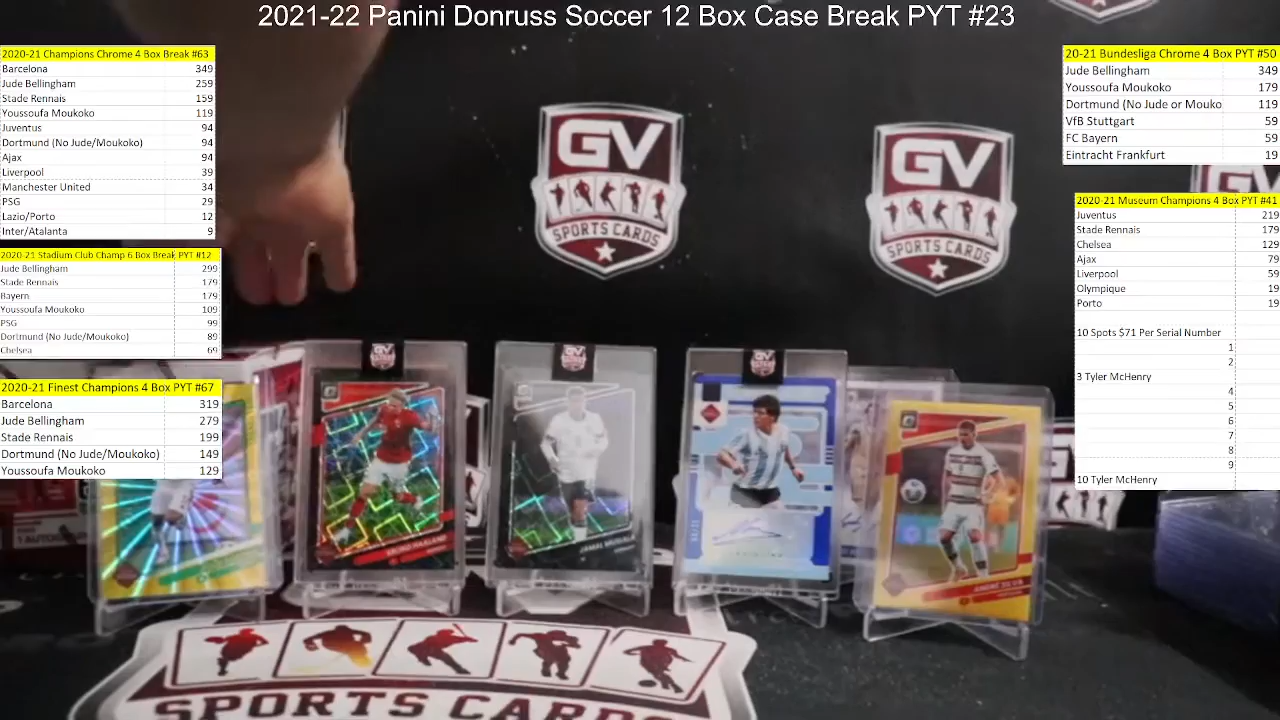 2021-22 Panini Donruss Soccer 12 Box Case Break PYT #23
2020-21 Champions Chrome 4 Box Break #63
Barcelona 349
Jude Bellingham 259
Stade Rennais 159
Youssoufa Moukoko 119
Juventus 94
Dortmund (No Jude/Moukoko) 94
Ajax 94
Liverpool 39
Manchester United 34
PSG 29
Lazio/Porto 12
Inter/Atalanta 9
2020-21 Stadium Club Champ 6 Box Break PYT #12
Jude Bellingham 299
Stade Rennais 179
Bayern 179
Youssoufa Moukoko 109
PSG 99
Dortmund (No Jude/Moukoko) 89
Chelsea 69
2020-21 Finest Champions 4 Box PYT #67
Barcelona 319
Jude Bellingham 279
Stade Rennais 199
Dortmund (No Jude/Moukoko) 149
Youssoufa Moukoko 129
20-21 Bundesliga Chrome 4 Box PYT #50
Jude Bellingham 349
Youssoufa Moukoko 179
Dortmund (No Jude or Mouko 119
VfB Stuttgart 59
FC Bayern 59
Eintracht Frankfurt 19
2020-21 Museum Champions 4 Box PYT #41
Juventus 219
Stade Rennais 179
Chelsea 129
Ajax 79
Liverpool 59
Olympique 19
Porto 19
10 Spots $71 Per Serial Number
1
2
3 Tyler McHenry
4
5
6
7
8
9
10 Tyler McHenry
GV
SPORTS CARDS
GV
SPORTS CARDS
GV
ERLING HAALAND
JAMAL MUSIALA
ANDRE SILVA
SPORTS CARDS